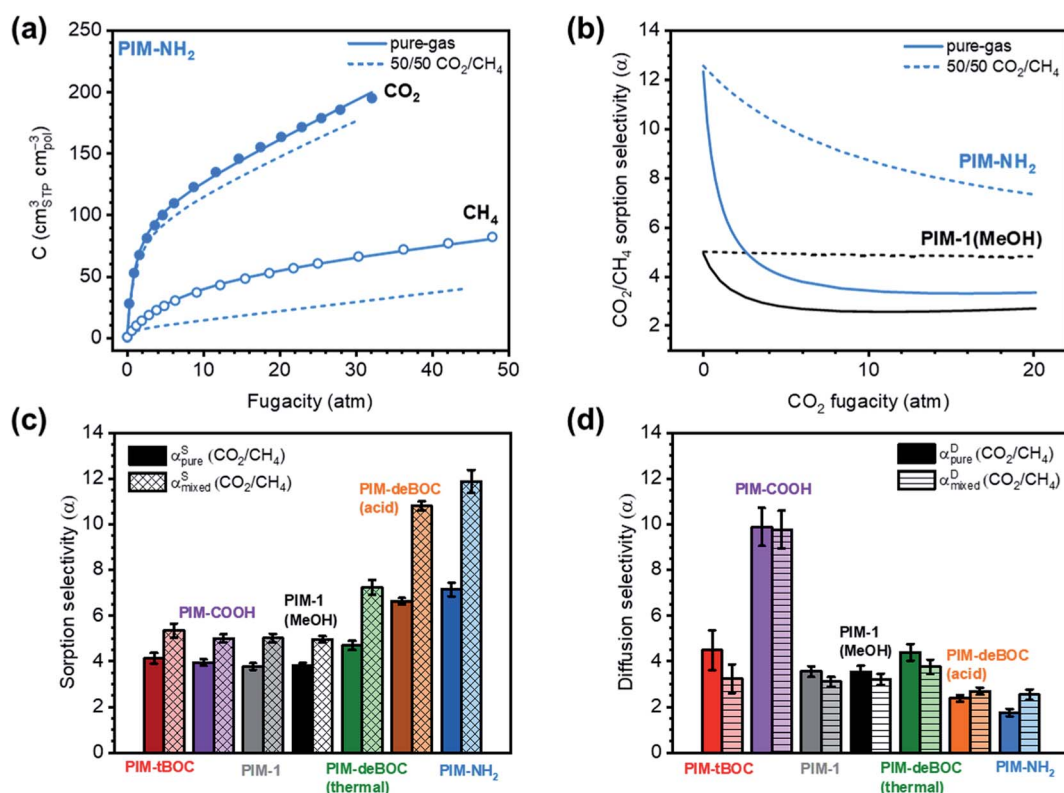 (a)
PIM-NH₂
pure-gas
50/50 CO₂/CH₄
CO₂
CH₄
250
200
150
100
50
0
C (cm³STP cm⁻³pol)
0 10 20 30 40 50
Fugacity (atm)
(b)
pure-gas
50/50 CO₂/CH₄
PIM-NH₂
PIM-1(MeOH)
14
12
10
8
6
4
2
CO₂/CH₄ sorption selectivity (α)
0 4 8 12 16 20
CO₂ fugacity (atm)
(c)
αSpure (CO₂/CH₄)
αSmixed (CO₂/CH₄)
PIM-deBOC
(acid)
PIM-COOH
PIM-1
(MeOH)
14
12
10
8
6
4
2
0
Sorption selectivity (α)
PIM-tBOC
PIM-1
PIM-deBOC
(thermal)
PIM-NH₂
(d)
αDpure (CO₂/CH₄)
αDmixed (CO₂/CH₄)
PIM-COOH
PIM-1
(MeOH)
PIM-deBOC
(acid)
14
12
10
8
6
4
2
0
Diffusion selectivity (α)
PIM-tBOC
PIM-1
PIM-deBOC
(thermal)
PIM-NH₂